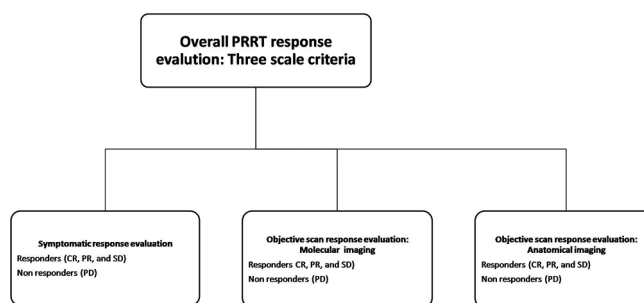 Overall PRRT response
evalution: Three scale criteria
Symptomatic response evaluation
Responders (CR, PR, and SD)
Non responders (PD)
Objective scan response evaluation:
Molecular imaging
Responders CR, PR, and SD)
Non responders (PD)
Objective scan response evaluation:
Anatomical imaging
Responders (CR, PR, and SD)
Non responders (PD)